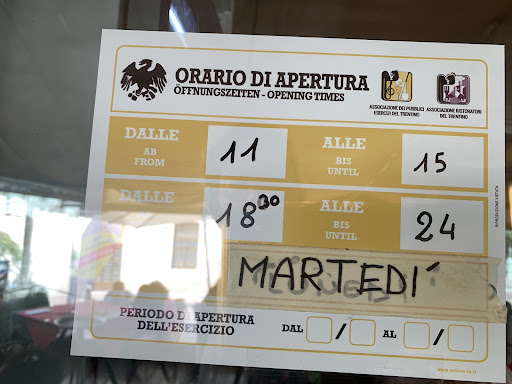 ORARIO DI APERTURA
ÖFFNUNGSZEITEN - OPENING TIMES
ASSOCIAZIONE DEI PUBBLICI
ESERCIZI DEL TRENTINO
ASSOCIAZIONE RISTORATORI
DEL TRENTINO
DALLE
AB
FROM
11
ALLE
BIS
UNTIL
15
DALLE
18³⁰
ALLE
BIS
UNTIL
24
MARTEDI´
PERIODO DI APERTURA
DELL'ESERCIZIO
DAL / AL /